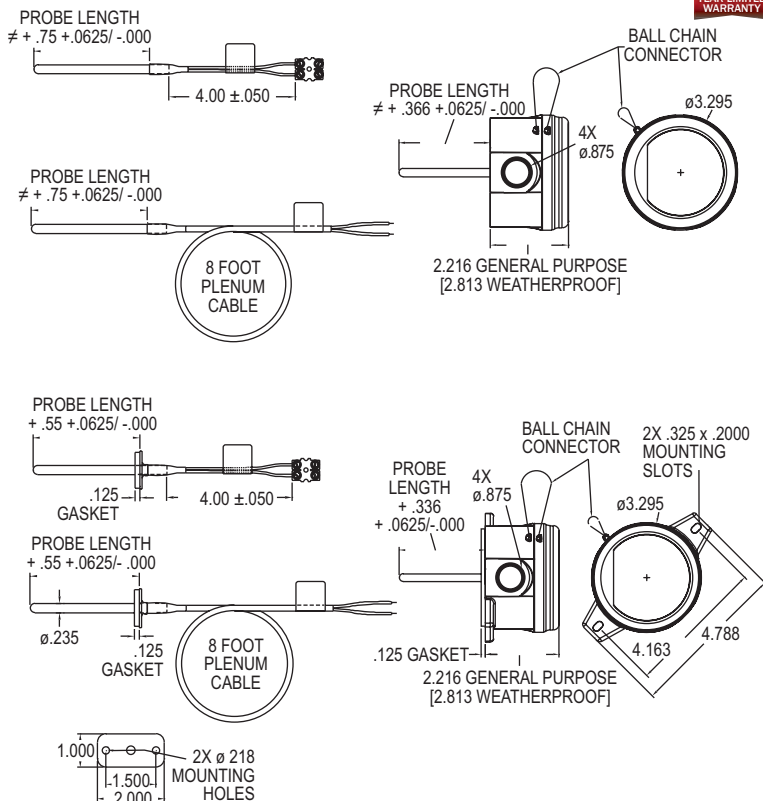 YEAR LIMITED
WARRANTY
PROBE LENGTH
≠ + .75 +.0625/ -.000
4.00 ±.050
BALL CHAIN
CONNECTOR
PROBE LENGTH
≠ + .366 +.0625/ -.000
4X
ø.875
ø3.295
2.216 GENERAL PURPOSE
[2.813 WEATHERPROOF]
PROBE LENGTH
≠ + .75 +.0625/ -.000
8 FOOT
PLENUM
CABLE
PROBE LENGTH
+ .55 +.0625/ -.000
.125
GASKET
4.00 ±.050
PROBE LENGTH
+ .55 +.0625/- .000
ø.235
.125
GASKET
8 FOOT
PLENUM
CABLE
BALL CHAIN
CONNECTOR
2X .325 x .2000
MOUNTING
SLOTS
PROBE
LENGTH
+ .336
+ .0625/-.000
4X
ø.875
ø3.295
4.788
4.163
.125 GASKET
2.216 GENERAL PURPOSE
[2.813 WEATHERPROOF]
1.000
1.500
2.000
2X ø 218
MOUNTING
HOLES